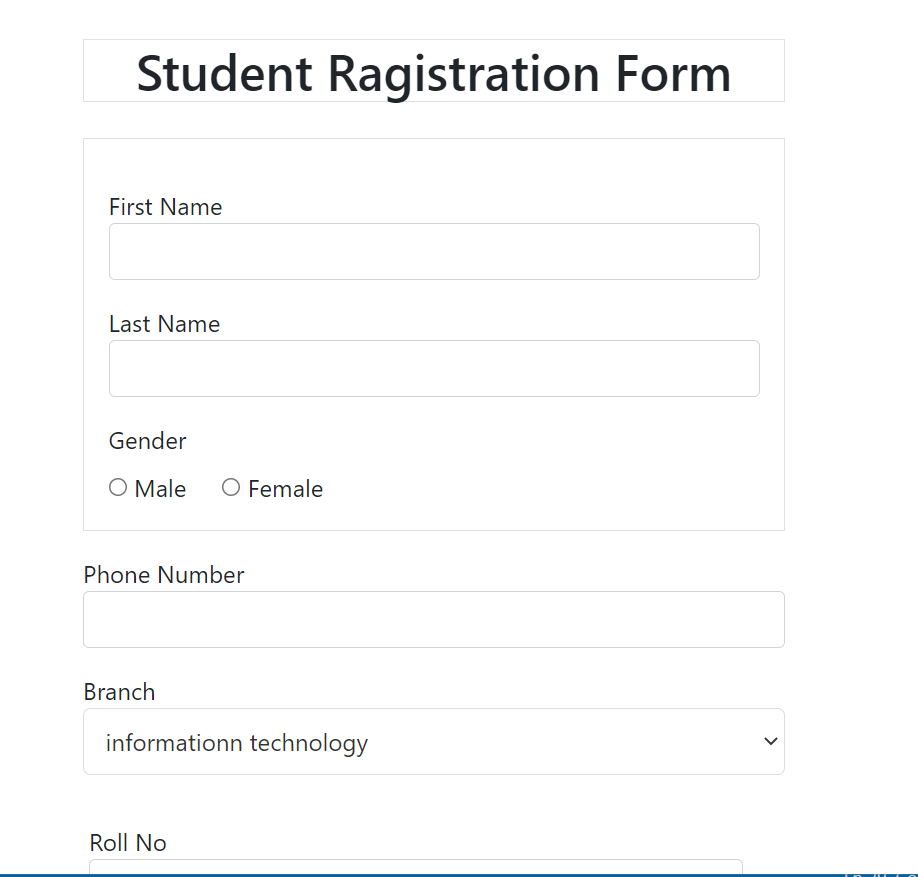 Student Ragistration Form
First Name
Last Name
Gender
Male Female
Phone Number
Branch
informationn technology
Roll No